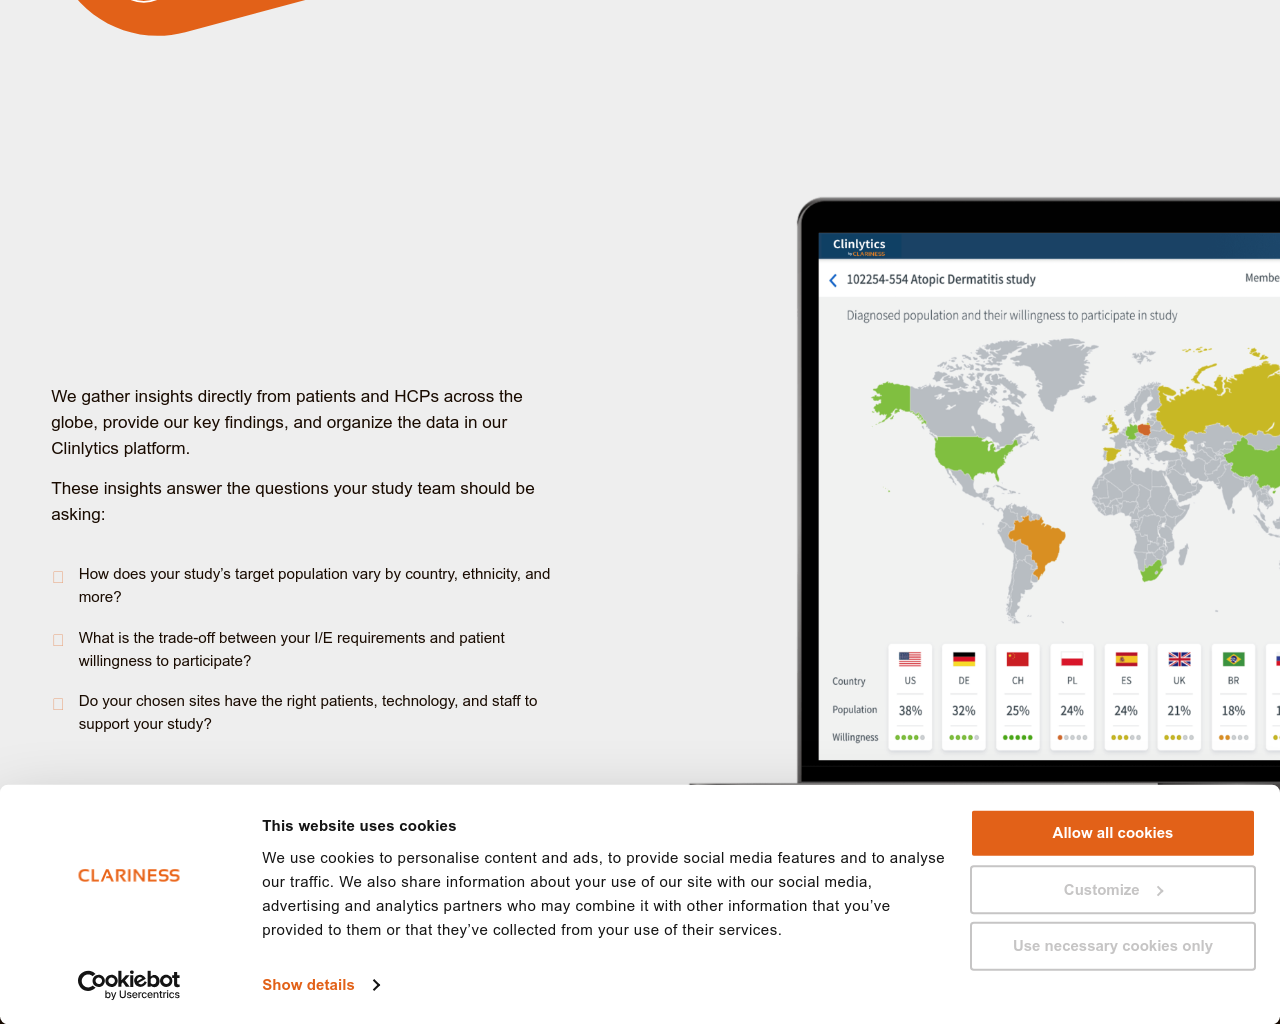 Clinlytics
by CLARINESS
102254-554 Atopic Dermatitis study
Diagnosed population and their willingness to participate in study
We gather insights directly from patients and HCPs across the
globe, provide our key findings, and organize the data in our
Clinlytics platform.
These insights answer the questions your study team should be
asking:
How does your study’s target population vary by country, ethnicity, and
more?
What is the trade-off between your I/E requirements and patient
willingness to participate?
Do your chosen sites have the right patients, technology, and staff to
support your study?
Country US DE CH PL ES UK BR
Population 38% 32% 25% 24% 24% 21% 18%
Willingness
This website uses cookies
We use cookies to personalise content and ads, to provide social media features and to analyse
our traffic. We also share information about your use of our site with our social media,
advertising and analytics partners who may combine it with other information that you’ve
provided to them or that they’ve collected from your use of their services.
Show details
CLARINESS
Cookiebot
by Usercentrics
Allow all cookies
Customize
Use necessary cookies only